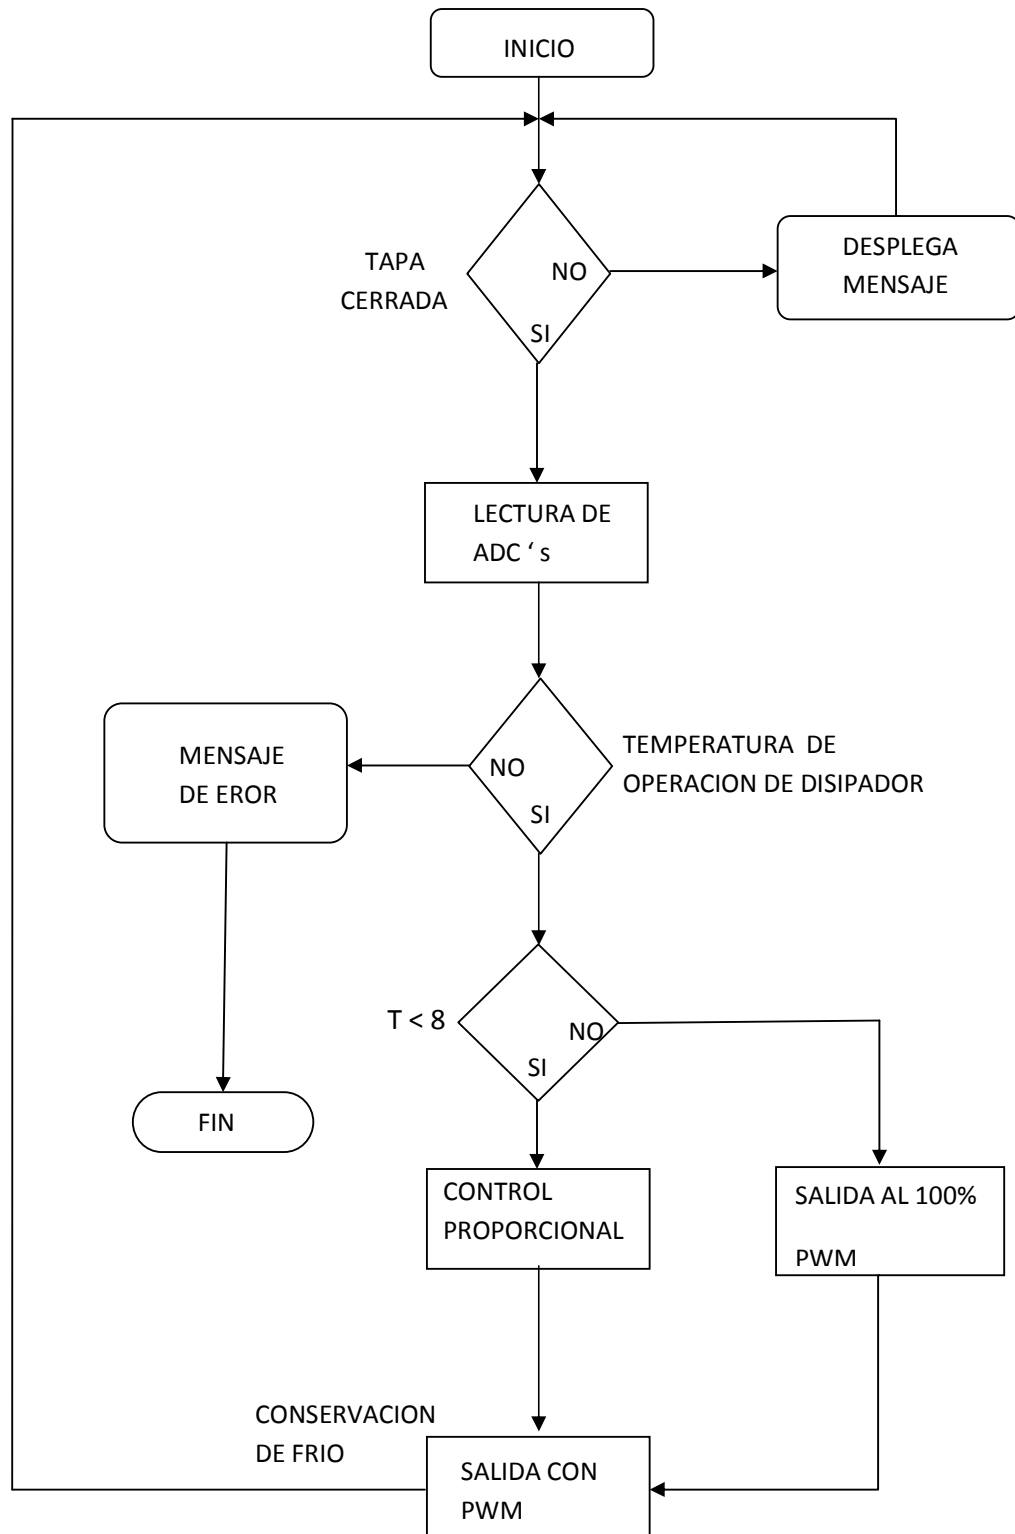 INICIO
TAPA
CERRADA
NO
SI
DESPLEGA
MENSAJE
LECTURA DE
ADC ‘ s
MENSAJE
DE EROR
NO
SI
TEMPERATURA DE
OPERACION DE DISIPADOR
T < 8
NO
SI
FIN
CONTROL
PROPORCIONAL
SALIDA AL 100%
PWM
CONSERVACION
DE FRIO
SALIDA CON
PWM